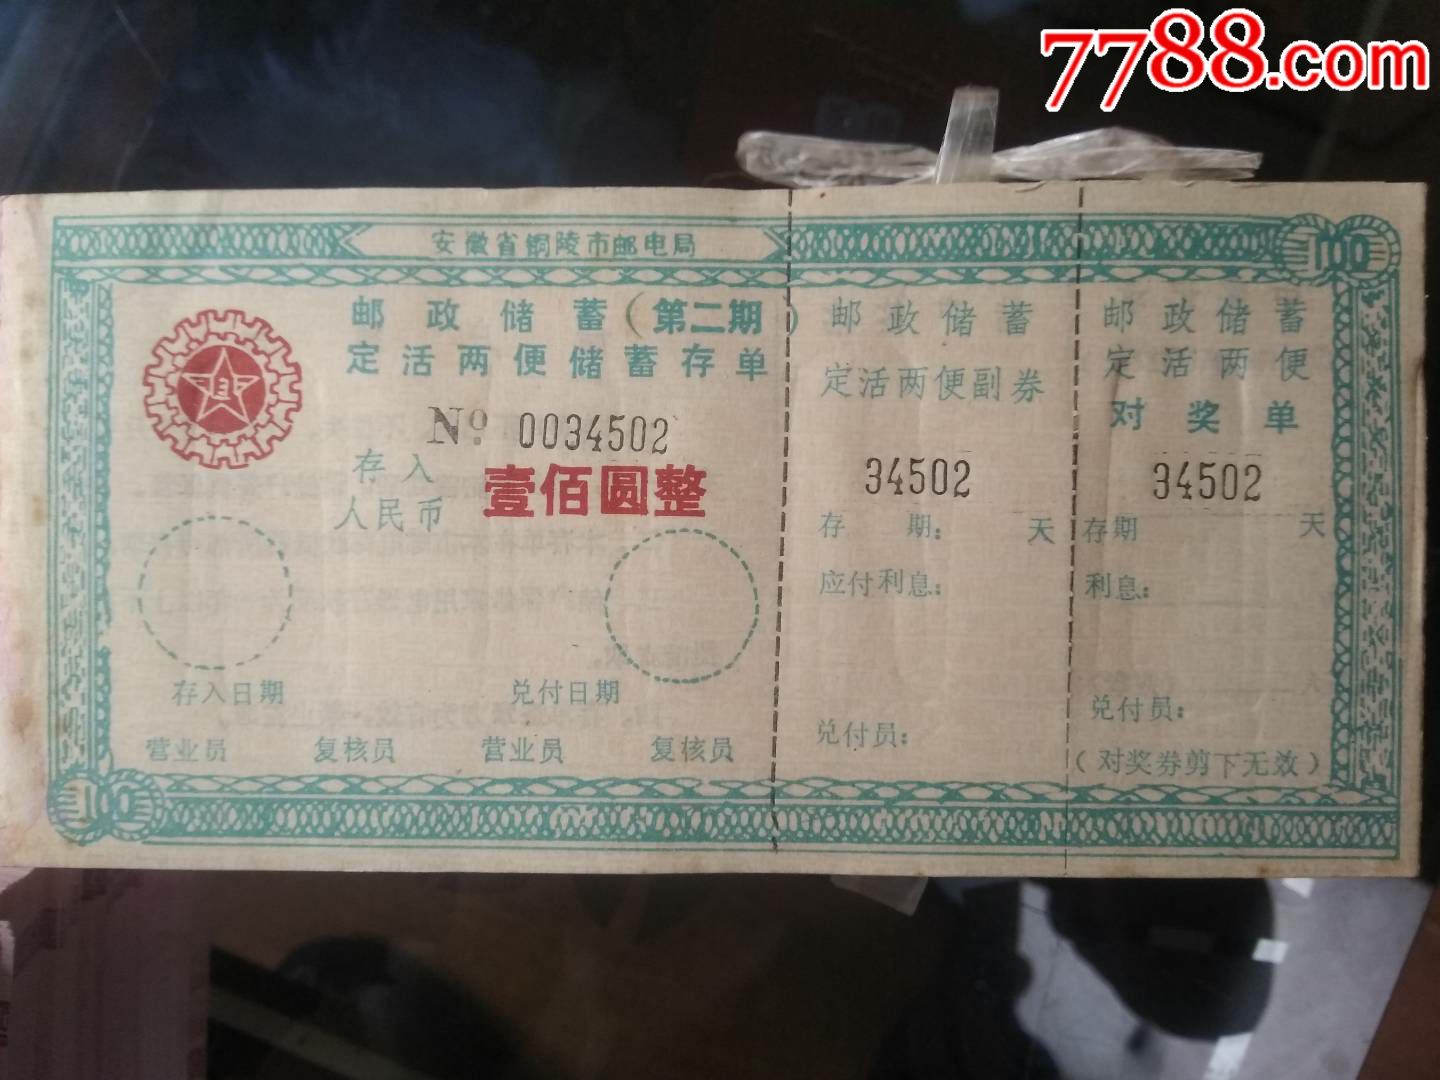 7788.com
安徽省铜陵市邮电局
100
邮政储蓄（第二期）
定活两便储蓄存单
№ 0034502
存入
人民币 壹佰圆整
存入日期 兑付日期
营业员 复核员 营业员 复核员
邮政储蓄
定活两便副券
34502
存期： 天
应付利息：
兑付员：
邮政储蓄
定活两便
对奖单
34502
存期 天
利息：
兑付员：
（对奖券剪下无效）
100